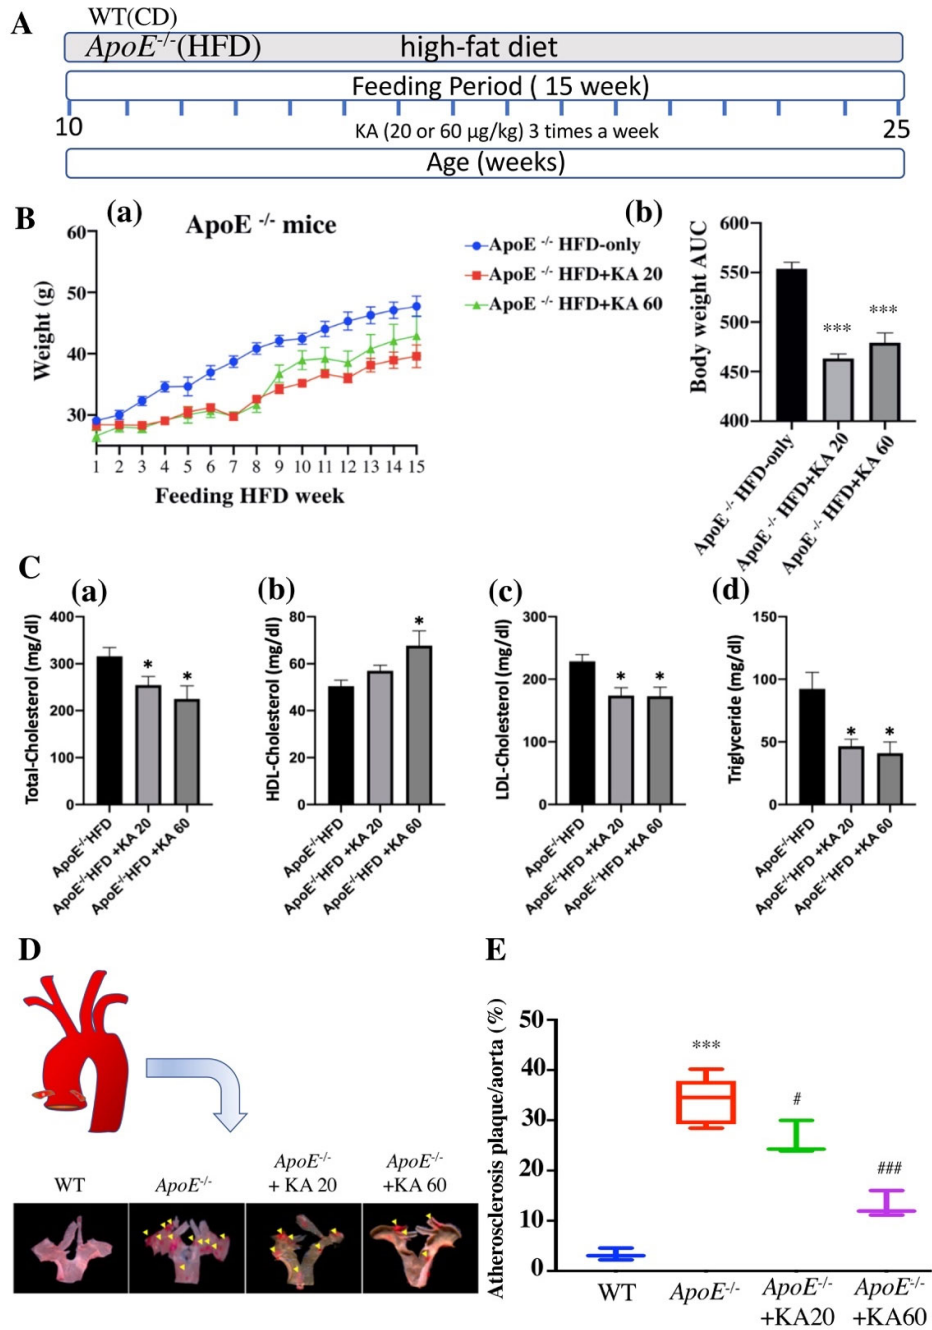 A
WT(CD)
ApoE-/-(HFD) high-fat diet
Feeding Period ( 15 week)
10 25
KA (20 or 60 μg/kg) 3 times a week
Age (weeks)
B
(a)
ApoE -/- mice
Weight (g)
60
50
40
30
1 2 3 4 5 6 7 8 9 10 11 12 13 14 15
Feeding HFD week
ApoE -/- HFD-only
ApoE -/- HFD+KA 20
ApoE -/- HFD+KA 60
(b)
Body weight AUC
600
550
500
450
400
*** ***
ApoE -/- HFD-only
ApoE -/- HFD+KA 20
ApoE -/- HFD+KA 60
C
(a)
Total-Cholesterol (mg/dl)
400
300
200
100
0
* *
ApoE-/-HFD
ApoE-/-HFD +KA 20
ApoE-/-HFD +KA 60
(b)
HDL-Cholesterol (mg/dl)
80
60
40
20
0
*
ApoE-/-HFD
ApoE-/-HFD +KA 20
ApoE-/-HFD +KA 60
(c)
LDL-Cholesterol (mg/dl)
300
200
100
0
* *
ApoE-/-HFD
ApoE-/-HFD +KA 20
ApoE-/-HFD +KA 60
(d)
Triglyceride (mg/dl)
150
100
50
0
* *
ApoE-/-HFD
ApoE-/-HFD +KA 20
ApoE-/-HFD +KA 60
D
WT
ApoE-/-
ApoE-/-
+ KA 20
ApoE-/-
+KA 60
E
Atherosclerosis plaque/aorta (%)
50
40
30
20
10
0
***
#
###
WT
ApoE-/-
ApoE-/-
+KA20
ApoE-/-
+KA60